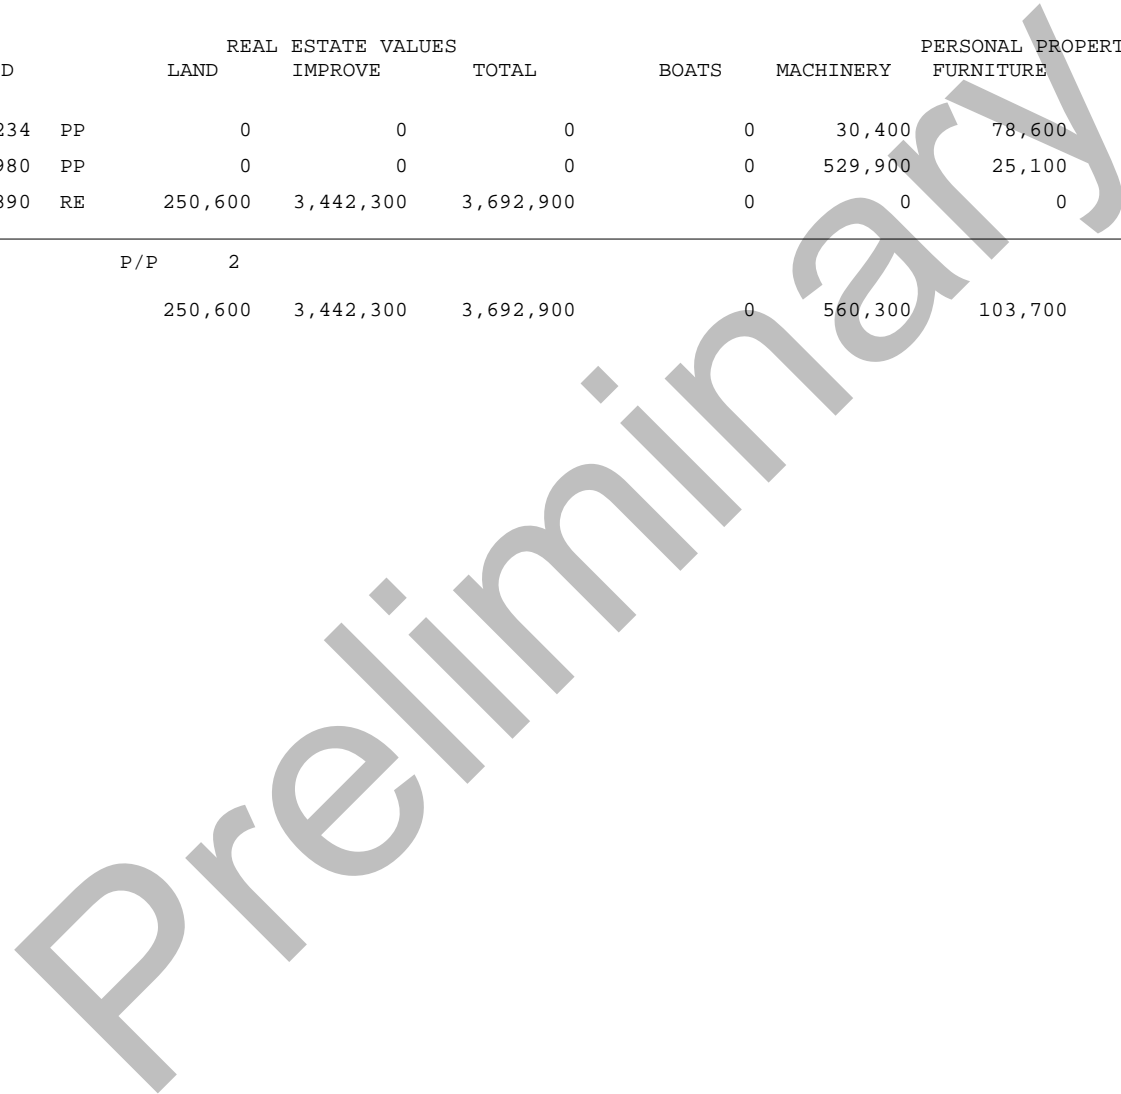 REAL ESTATE VALUES PERSONAL PROPERT
D LAND IMPROVE TOTAL BOATS MACHINERY FURNITURE
234 PP 0 0 0 0 30,400 78,600
980 PP 0 0 0 0 529,900 25,100
390 RE 250,600 3,442,300 3,692,900 0 0 0
P/P 2
250,600 3,442,300 3,692,900 0 560,300 103,700
Preliminary